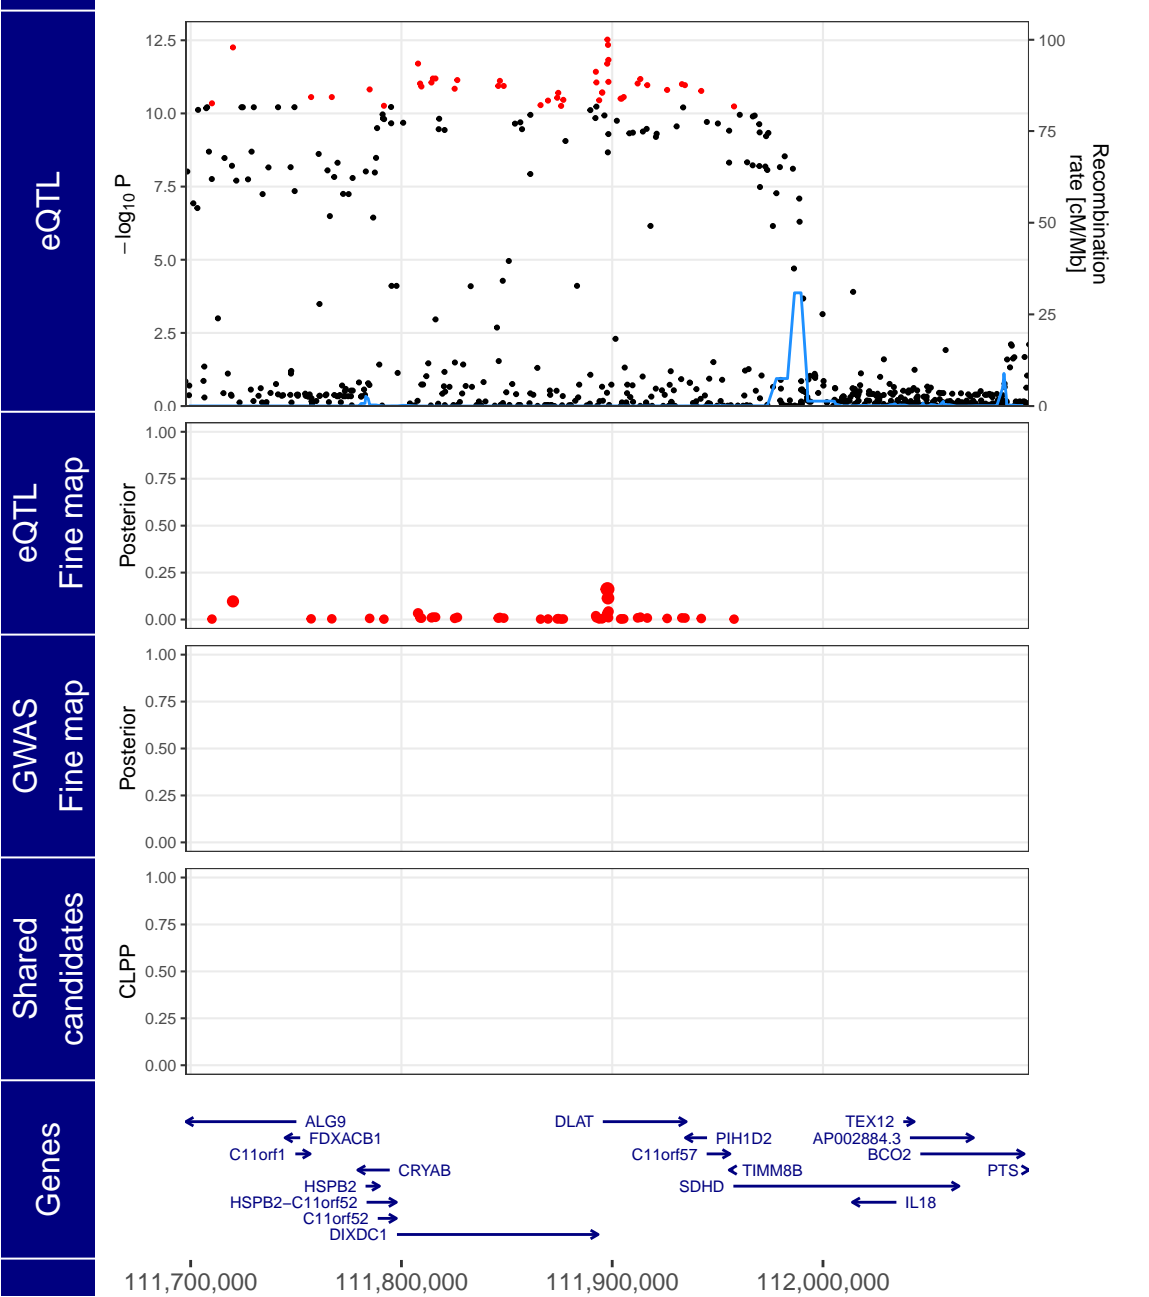 eQTL
12.5
10.0
7.5
5.0
2.5
0.0
−log10 P
100
75
50
25
0
Recombination
rate [cM/Mb]
eQTL
Fine map
1.00
0.75
0.50
0.25
0.00
Posterior
GWAS
Fine map
1.00
0.75
0.50
0.25
0.00
Posterior
Shared
candidates
1.00
0.75
0.50
0.25
0.00
CLPP
Genes
ALG9
DLAT
TEX12
FDXACB1
PIH1D2
AP002884.3
C11orf1
C11orf57
BCO2
CRYAB
TIMM8B
PTS
HSPB2
SDHD
HSPB2−C11orf52
IL18
C11orf52
DIXDC1
111,700,000
111,800,000
111,900,000
112,000,000